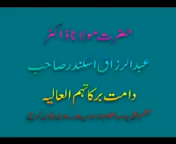 حضرت مولانا ڈاکٹر
عبدالرزاق اسکندر صاحب
دامت برکاتہم العالیہ